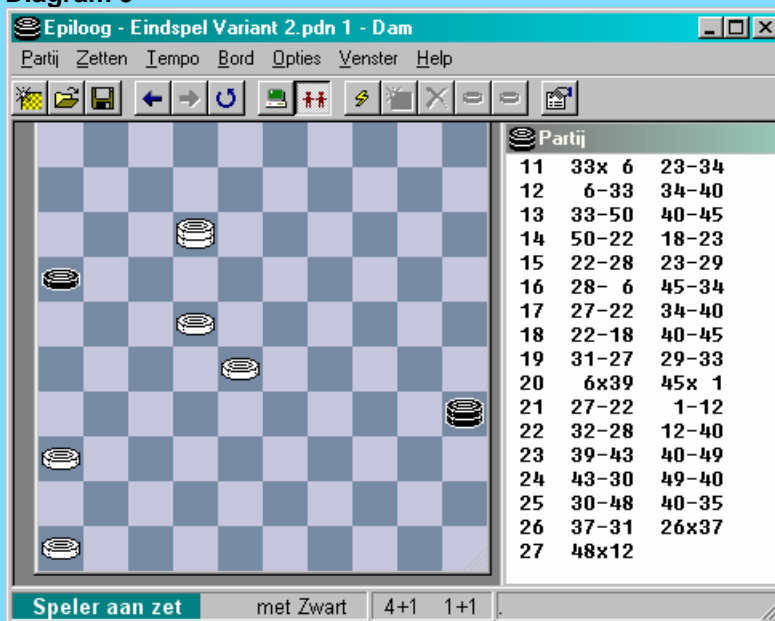 Epiloog - Eindspel Variant 2.pdn 1 - Dam
Partij Zetten Tempo Bord Opties Venster Help
Partij
11 33x 6 23-34
12 6-33 34-40
13 33-50 40-45
14 50-22 18-23
15 22-28 23-29
16 28- 6 45-34
17 27-22 34-40
18 22-18 40-45
19 31-27 29-33
20 6x39 45x 1
21 27-22 1-12
22 32-28 12-40
23 39-43 40-49
24 43-30 49-40
25 30-48 40-35
26 37-31 26x37
27 48x12
Speler aan zet met Zwart 4+1 1+1 .